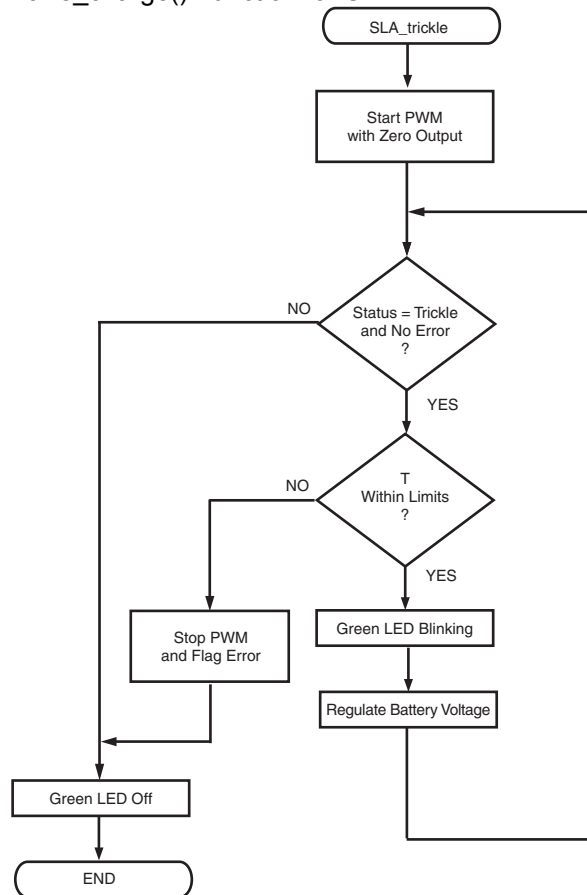 SLA_trickle
Start PWM
with Zero Output
Status = Trickle
and No Error
?
NO
YES
T
Within Limits
?
NO
YES
Stop PWM
and Flag Error
Green LED Blinking
Regulate Battery Voltage
Green LED Off
END